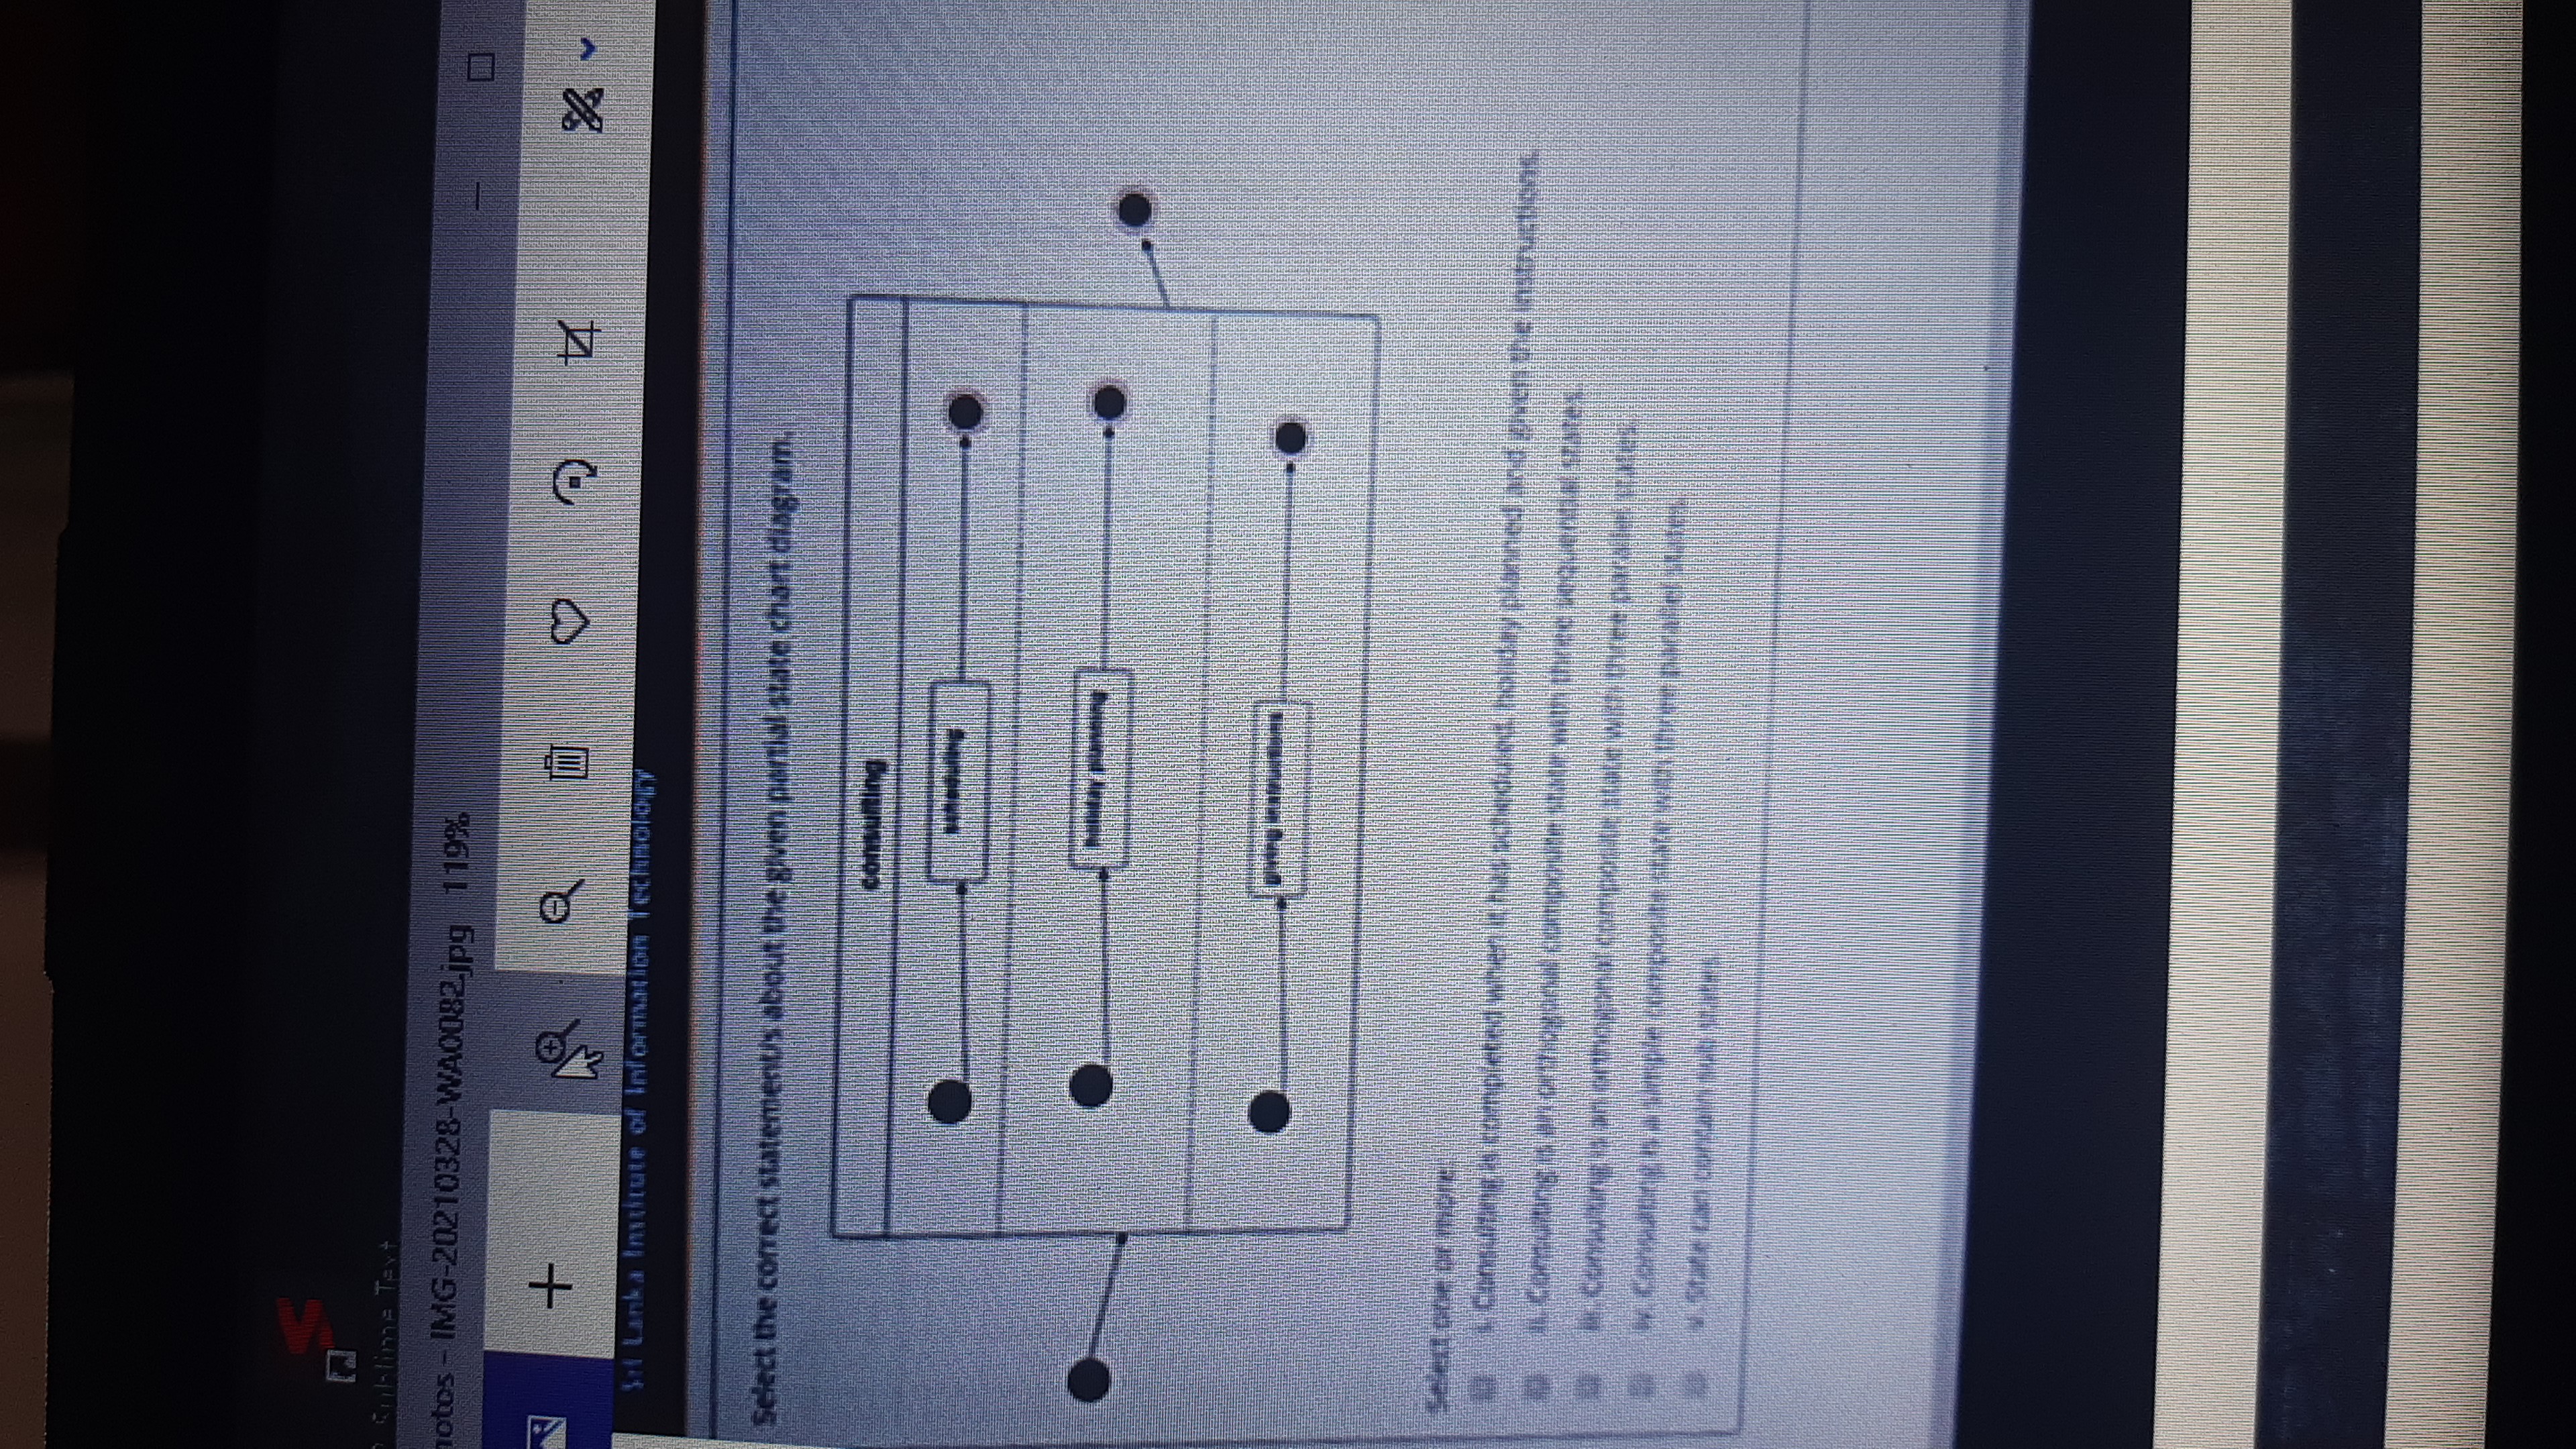 Sublime Text
hotos - IMG-20210328-WA0082.jpg 119%
Sri Lanka Institute of Information Technology
Select the correct statement/s about the given partial state chart diagram.
consulting
scheduling
holiday planning
giving instructions
Select one or more:
i. Consulting is completed when it has scheduled, holiday planned and given the instructions.
ii. Consulting is an orthogonal composite state with three sequential states.
iii. Consulting is an orthogonal composite state with three parallel states.
iv. Consulting is a simple composite state with three parallel states.
v. State can contain sub states.